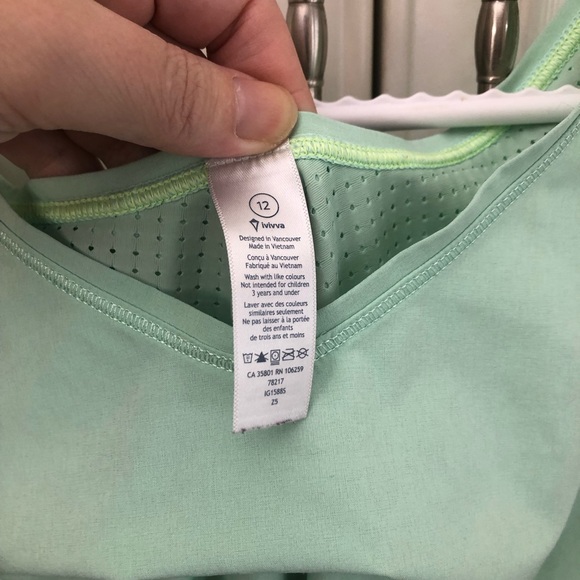 12
ivivva
Designed in Vancouver
Made in Vietnam
Conçu à Vancouver
Fabriqué au Vietnam
Wash with like colours
Not intended for children
3 years and under
Laver avec des couleurs
similaires seulement
Ne pas laisser à la portée
des enfants
de trois ans et moins
CA 35801 RN 106259
78217
IG1588S
ZS